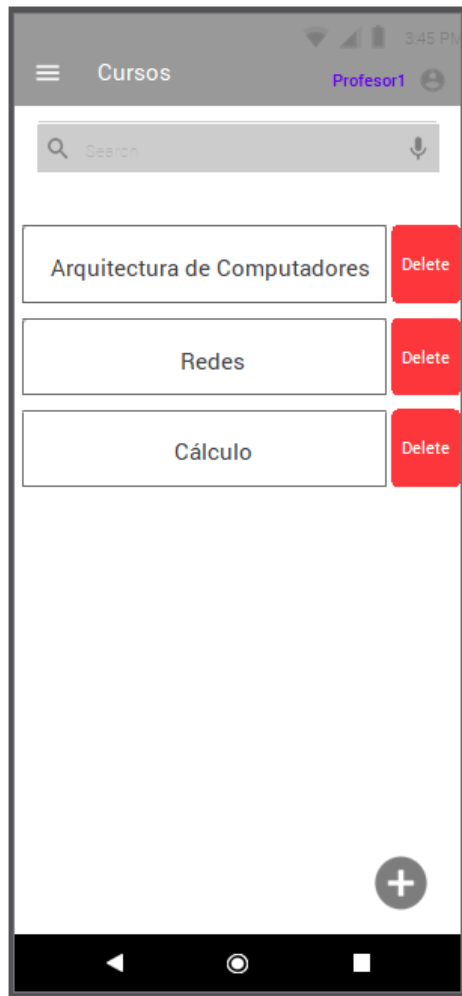 3:45 PM
Cursos
Profesor1
Search
Arquitectura de Computadores
Delete
Redes
Delete
Cálculo
Delete